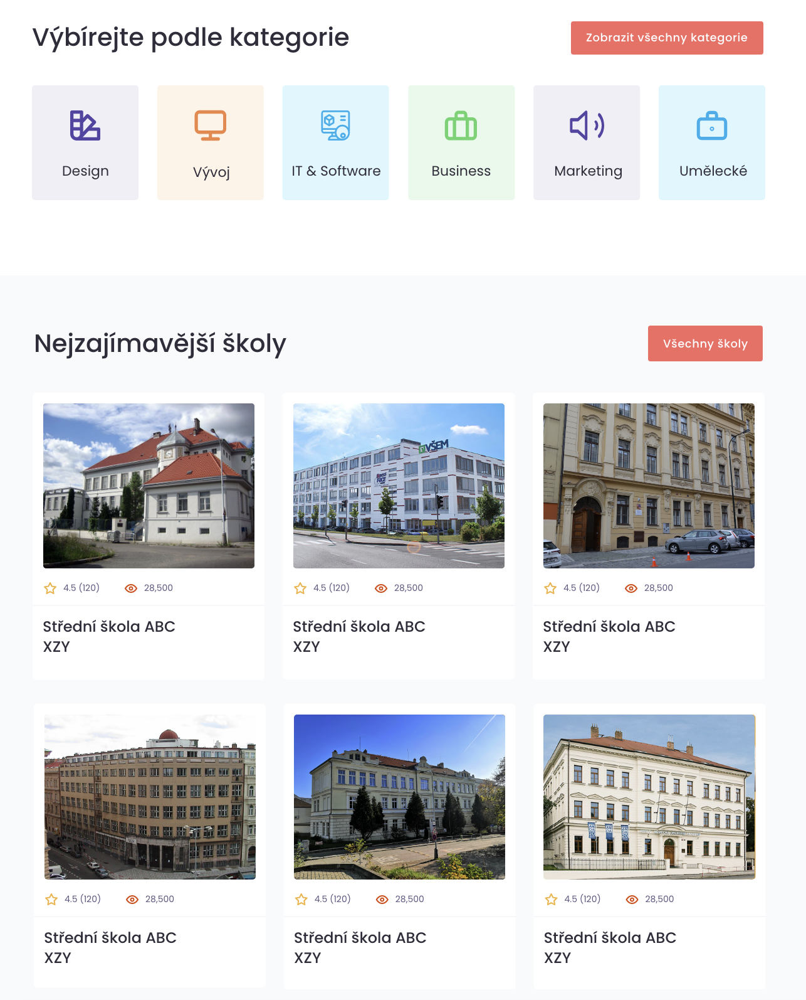 Výbírejte podle kategorie
Zobrazit všechny kategorie
Design
Vývoj
IT & Software
Business
Marketing
Umělecké
Nejzajímavější školy
Všechny školy
VŠEM
4.5 (120) 28,500
4.5 (120) 28,500
4.5 (120) 28,500
Střední škola ABC
XZY
Střední škola ABC
XZY
Střední škola ABC
XZY
4.5 (120) 28,500
4.5 (120) 28,500
4.5 (120) 28,500
Střední škola ABC
XZY
Střední škola ABC
XZY
Střední škola ABC
XZY